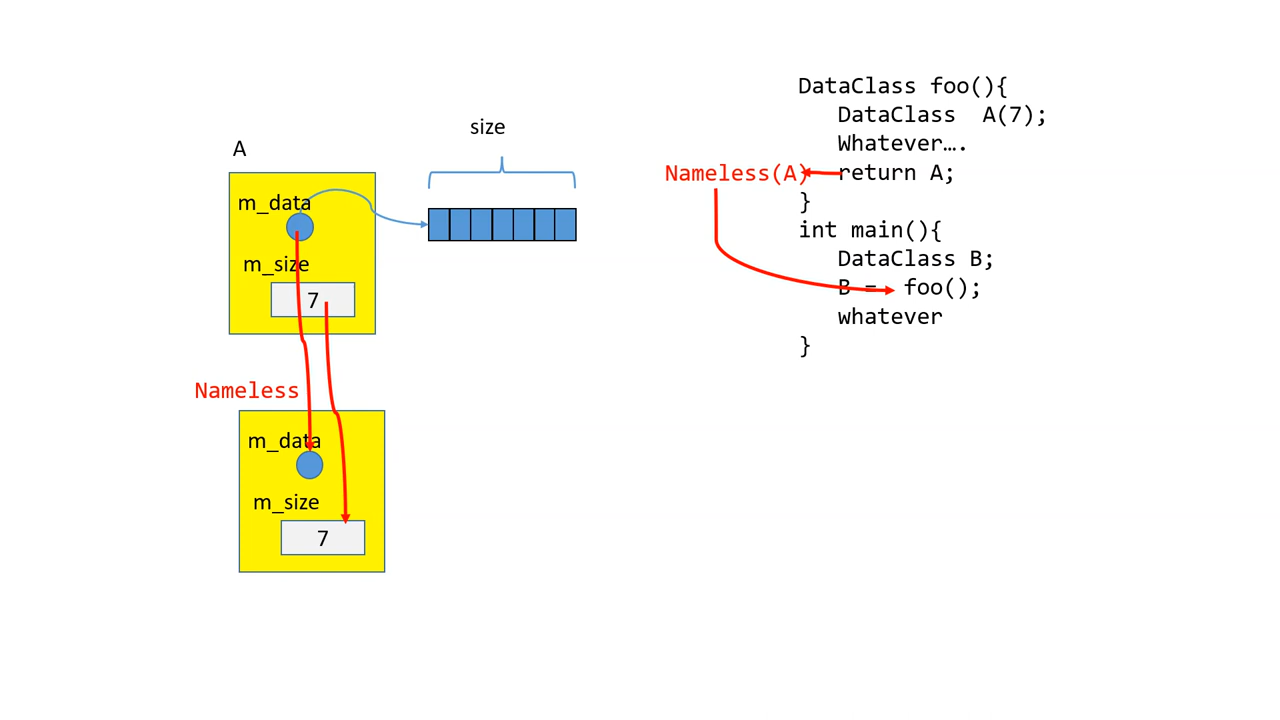 A
m_data
m_size
7
size
Nameless
m_data
m_size
7
DataClass foo(){
DataClass A(7);
Whatever….
Nameless(A) return A;
}
int main(){
DataClass B;
B = foo();
whatever
}